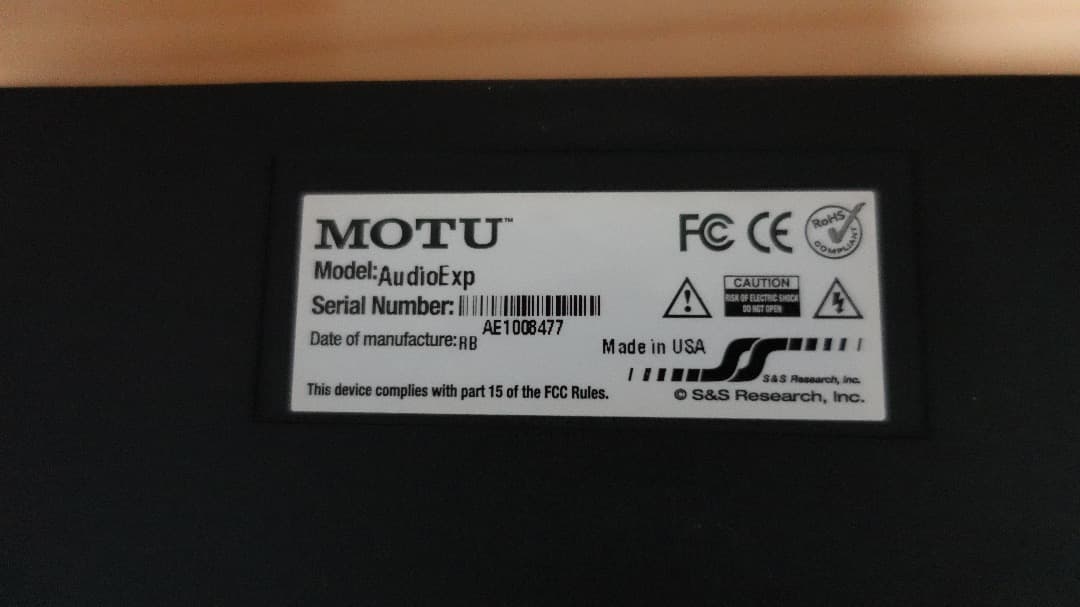 MOTU™
Model:AudioExp
Serial Number:
AE1008477
Date of manufacture:RB
This device complies with part 15 of the FCC Rules.
FC CE RoHS COMPLIANT
CAUTION
RISK OF ELECTRIC SHOCK
DO NOT OPEN
Made in USA
S&S Research, Inc.
© S&S Research, Inc.